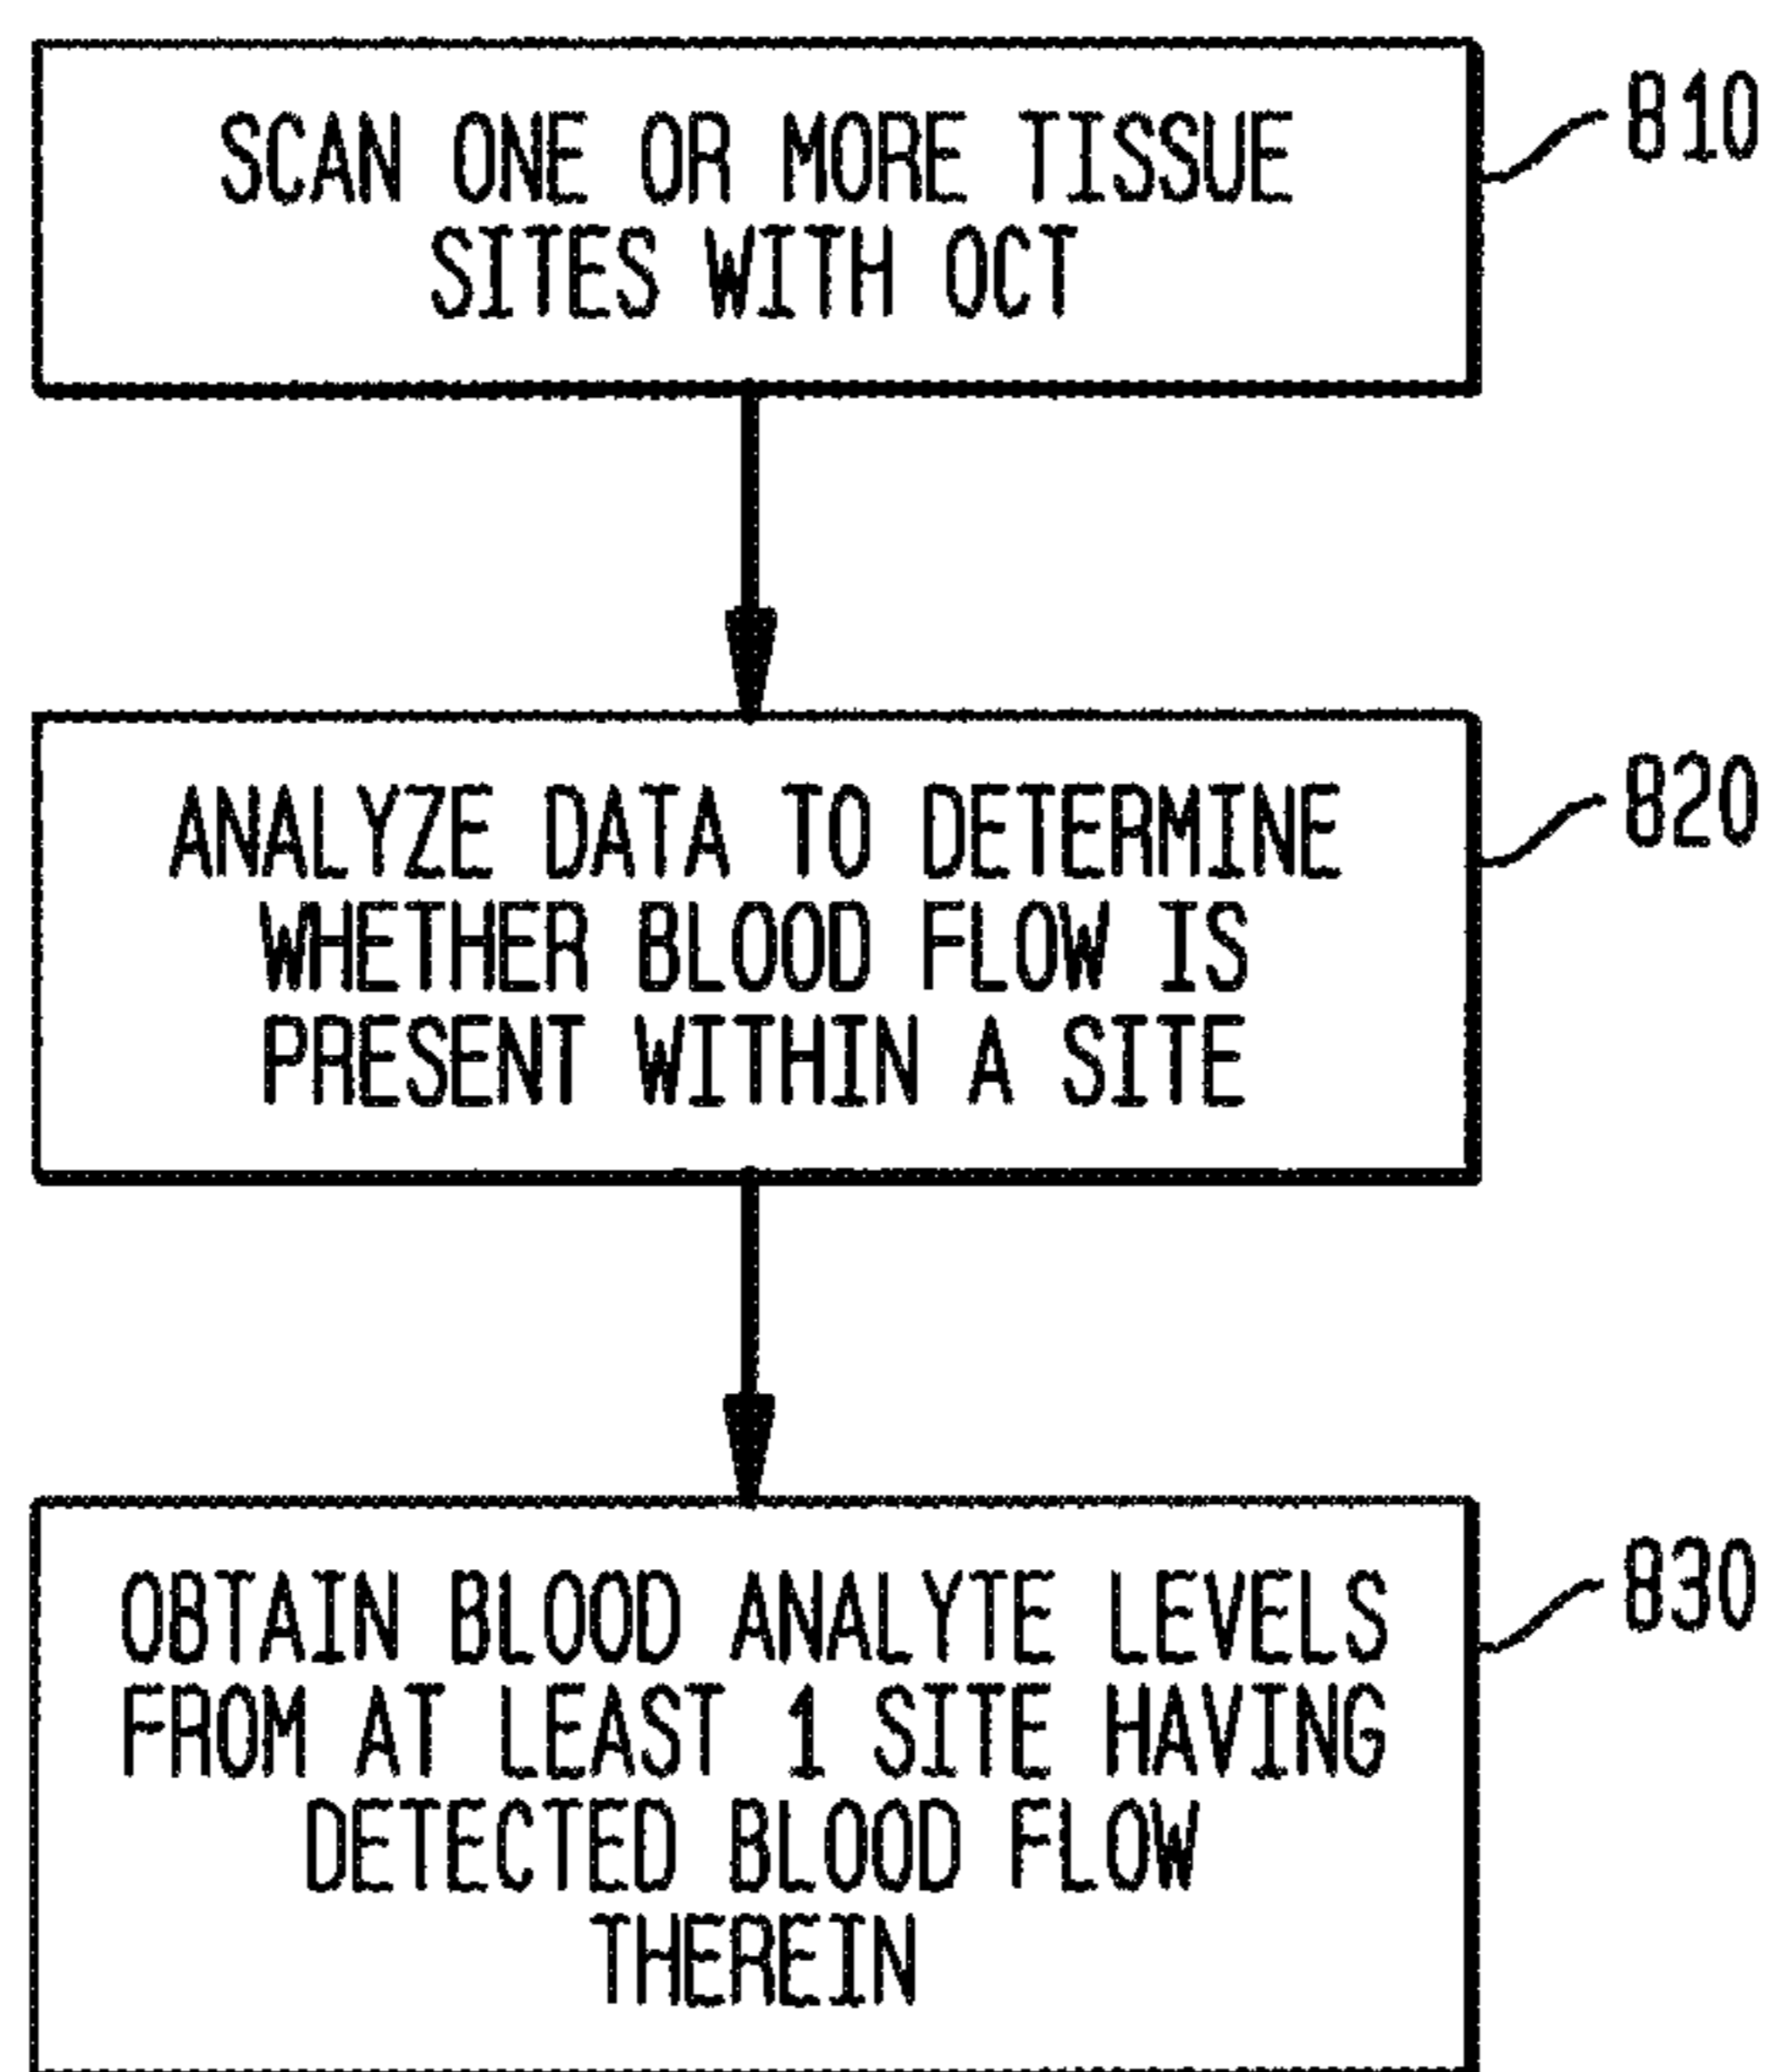 SCAN ONE OR MORE TISSUE
SITES WITH OCT
810
ANALYZE DATA TO DETERMINE
WHETHER BLOOD FLOW IS
PRESENT WITHIN A SITE
820
OBTAIN BLOOD ANALYTE LEVELS
FROM AT LEAST 1 SITE HAVING
DETECTED BLOOD FLOW
THEREIN
830